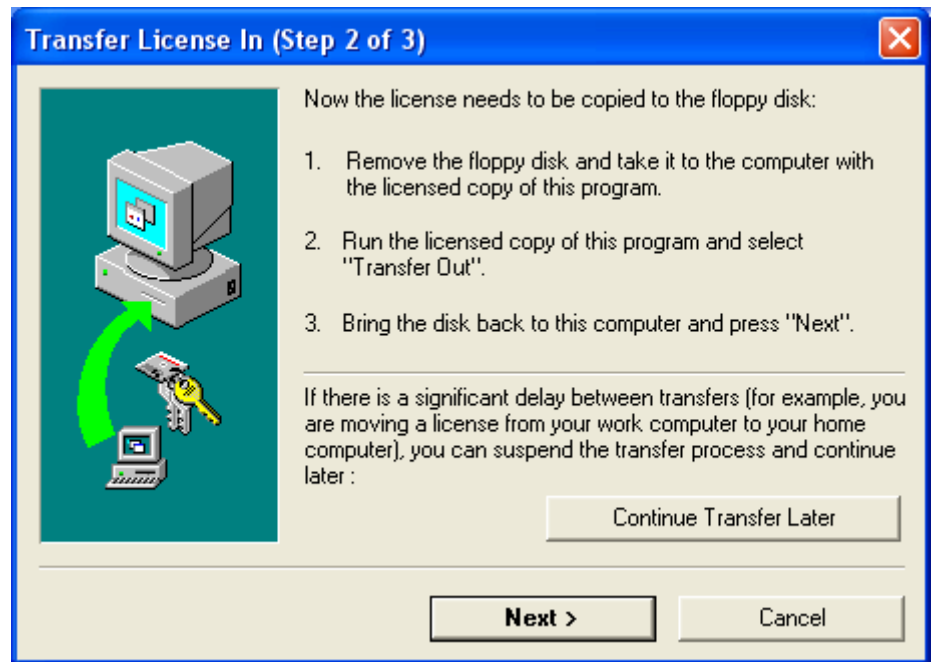 Transfer License In (Step 2 of 3)
Now the license needs to be copied to the floppy disk:
1. Remove the floppy disk and take it to the computer with
the licensed copy of this program.
2. Run the licensed copy of this program and select
"Transfer Out".
3. Bring the disk back to this computer and press "Next".
If there is a significant delay between transfers (for example, you
are moving a license from your work computer to your home
computer), you can suspend the transfer process and continue
later :
Continue Transfer Later
Next >
Cancel